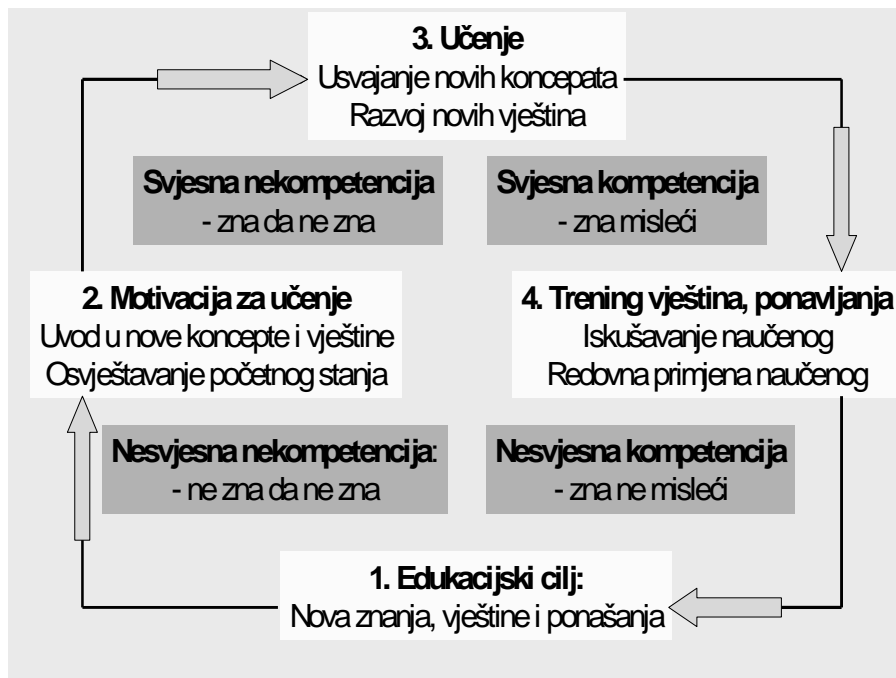 3. Učenje
Usvajanje novih koncepata
Razvoj novih vještina
Svjesna nekompetencija
- zna da ne zna
Svjesna kompetencija
- zna misleći
2. Motivacija za učenje
Uvod u nove koncepte i vještine
Osvještavanje početnog stanja
4. Trening vještina, ponavljanja
Iskušavanje naučenog
Redovna primjena naučenog
Nesvjesna nekompetencija:
- ne zna da ne zna
Nesvjesna kompetencija
- zna ne misleći
1. Edukacijski cilj:
Nova znanja, vještine i ponašanja